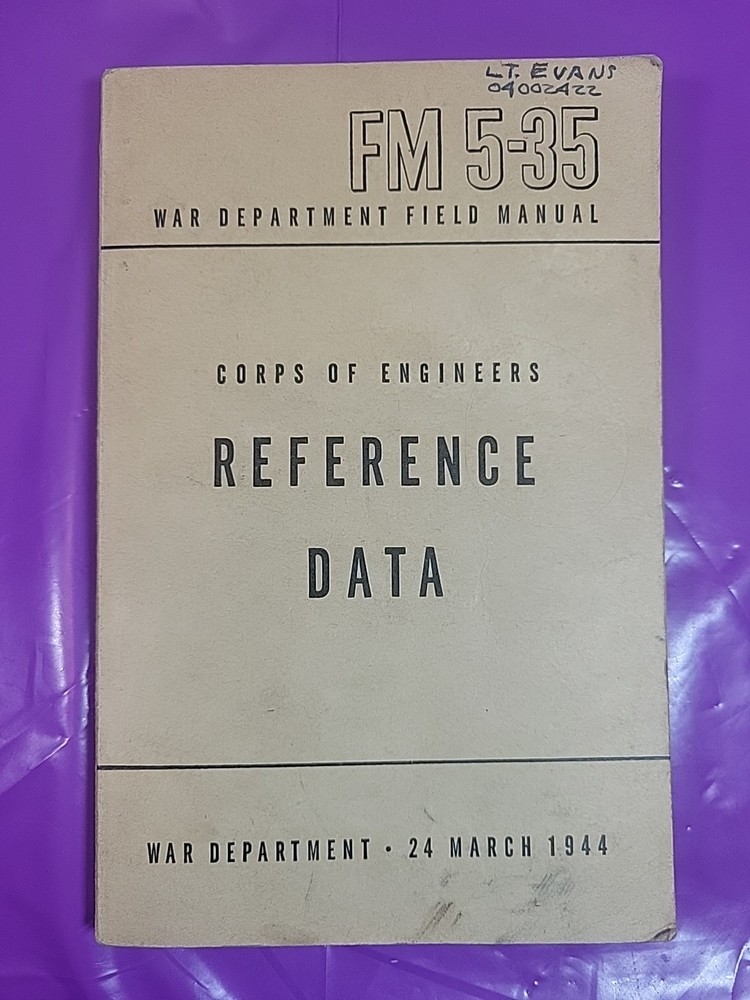 LT. EVANS
04002422
FM 5-35
WAR DEPARTMENT FIELD MANUAL
CORPS OF ENGINEERS
REFERENCE
DATA
WAR DEPARTMENT • 24 MARCH 1944